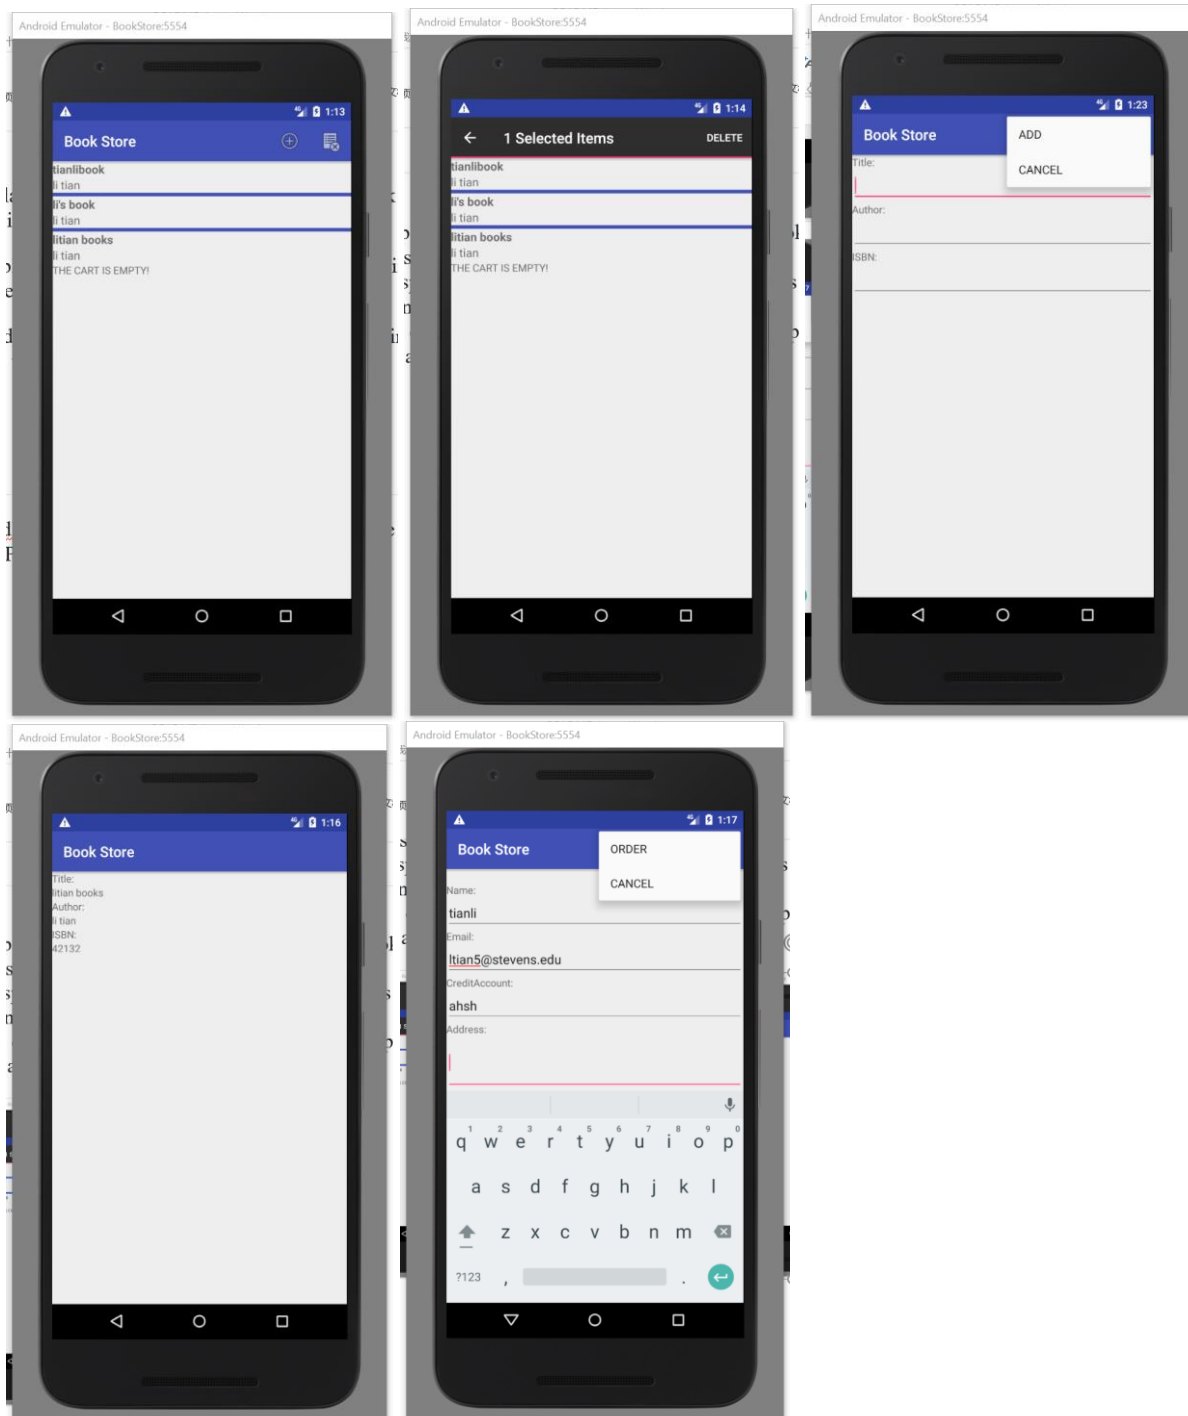 Android Emulator - BookStore:5554
1:13
Book Store
tianlibook
li tian
li's book
li tian
litian books
li tian
THE CART IS EMPTY!
Android Emulator - BookStore:5554
1:14
1 Selected Items
DELETE
tianlibook
li tian
li's book
li tian
litian books
li tian
THE CART IS EMPTY!
Android Emulator - BookStore:5554
1:23
Book Store
ADD
CANCEL
Title:
Author:
ISBN:
Android Emulator - BookStore:5554
1:16
Book Store
Title:
litian books
Author:
li tian
ISBN:
42132
Android Emulator - BookStore:5554
1:17
Book Store
ORDER
CANCEL
Name:
tianli
Email:
ltian5@stevens.edu
CreditAccount:
ahsh
Address:
1 2 3 4 5 6 7 8 9 0
q w e r t y u i o p
a s d f g h j k l
z x c v b n m
?123 , .